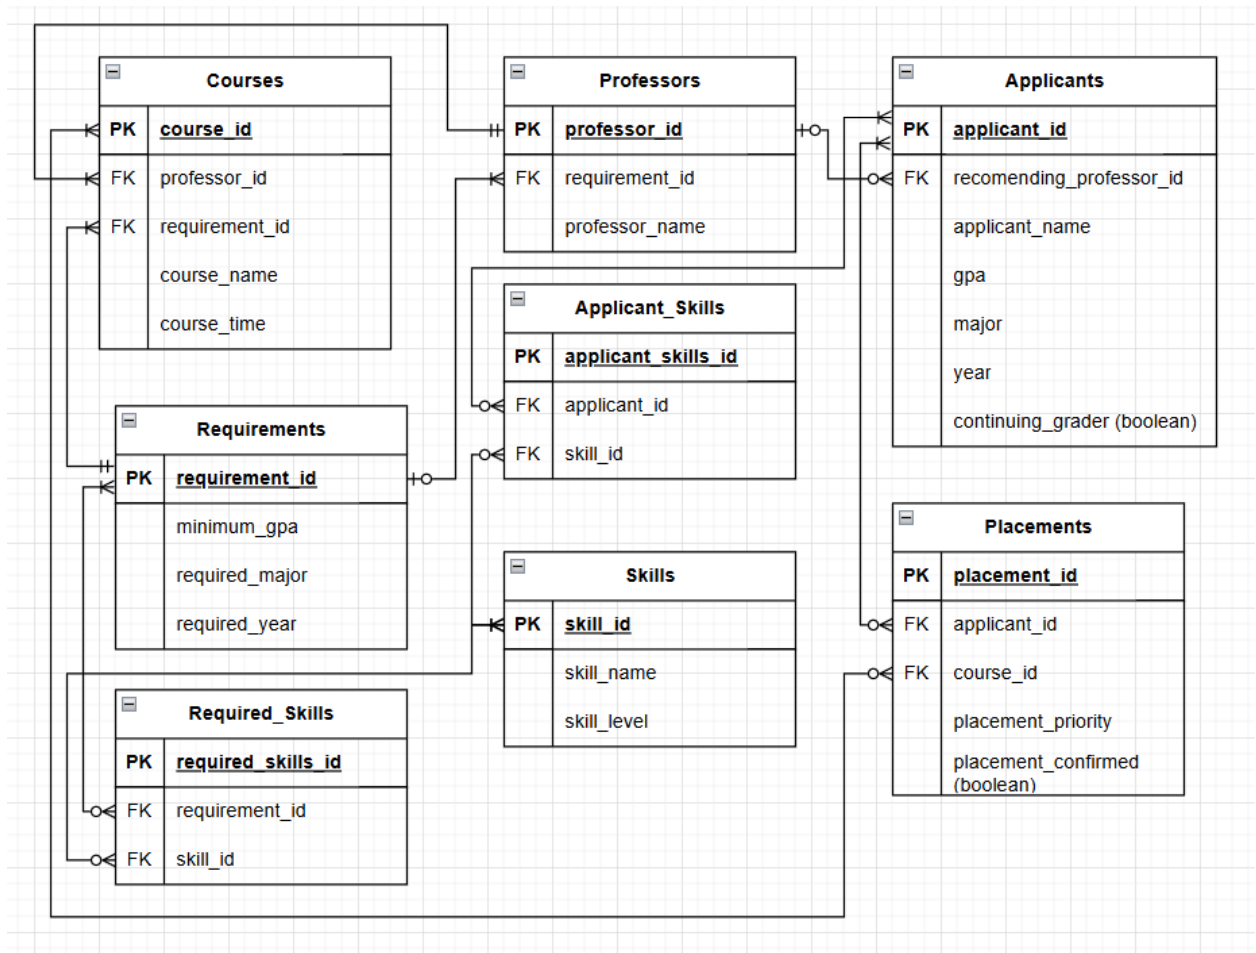 Courses
PK course_id
FK professor_id
FK requirement_id
course_name
course_time
Professors
PK professor_id
FK requirement_id
professor_name
Applicants
PK applicant_id
FK recomending_professor_id
applicant_name
gpa
major
year
continuing_grader (boolean)
Applicant_Skills
PK applicant_skills_id
FK applicant_id
FK skill_id
Requirements
PK requirement_id
minimum_gpa
required_major
required_year
Skills
PK skill_id
skill_name
skill_level
Placements
PK placement_id
FK applicant_id
FK course_id
placement_priority
placement_confirmed
(boolean)
Required_Skills
PK required_skills_id
FK requirement_id
FK skill_id